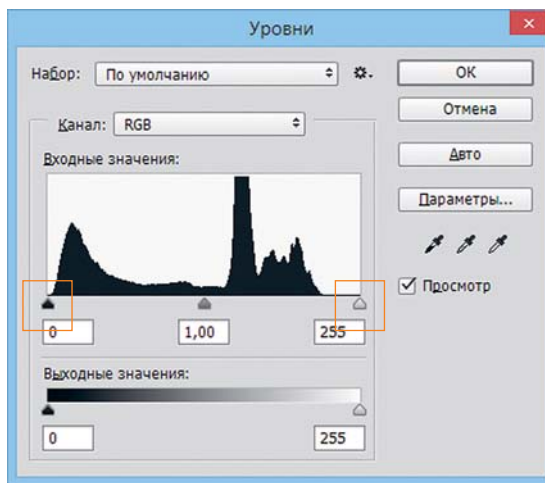 Уровни
Набор: По умолчанию
Канал: RGB
Входные значения:
0 1,00 255
Выходные значения:
0 255
ОК
Отмена
Авто
Параметры...
Просмотр